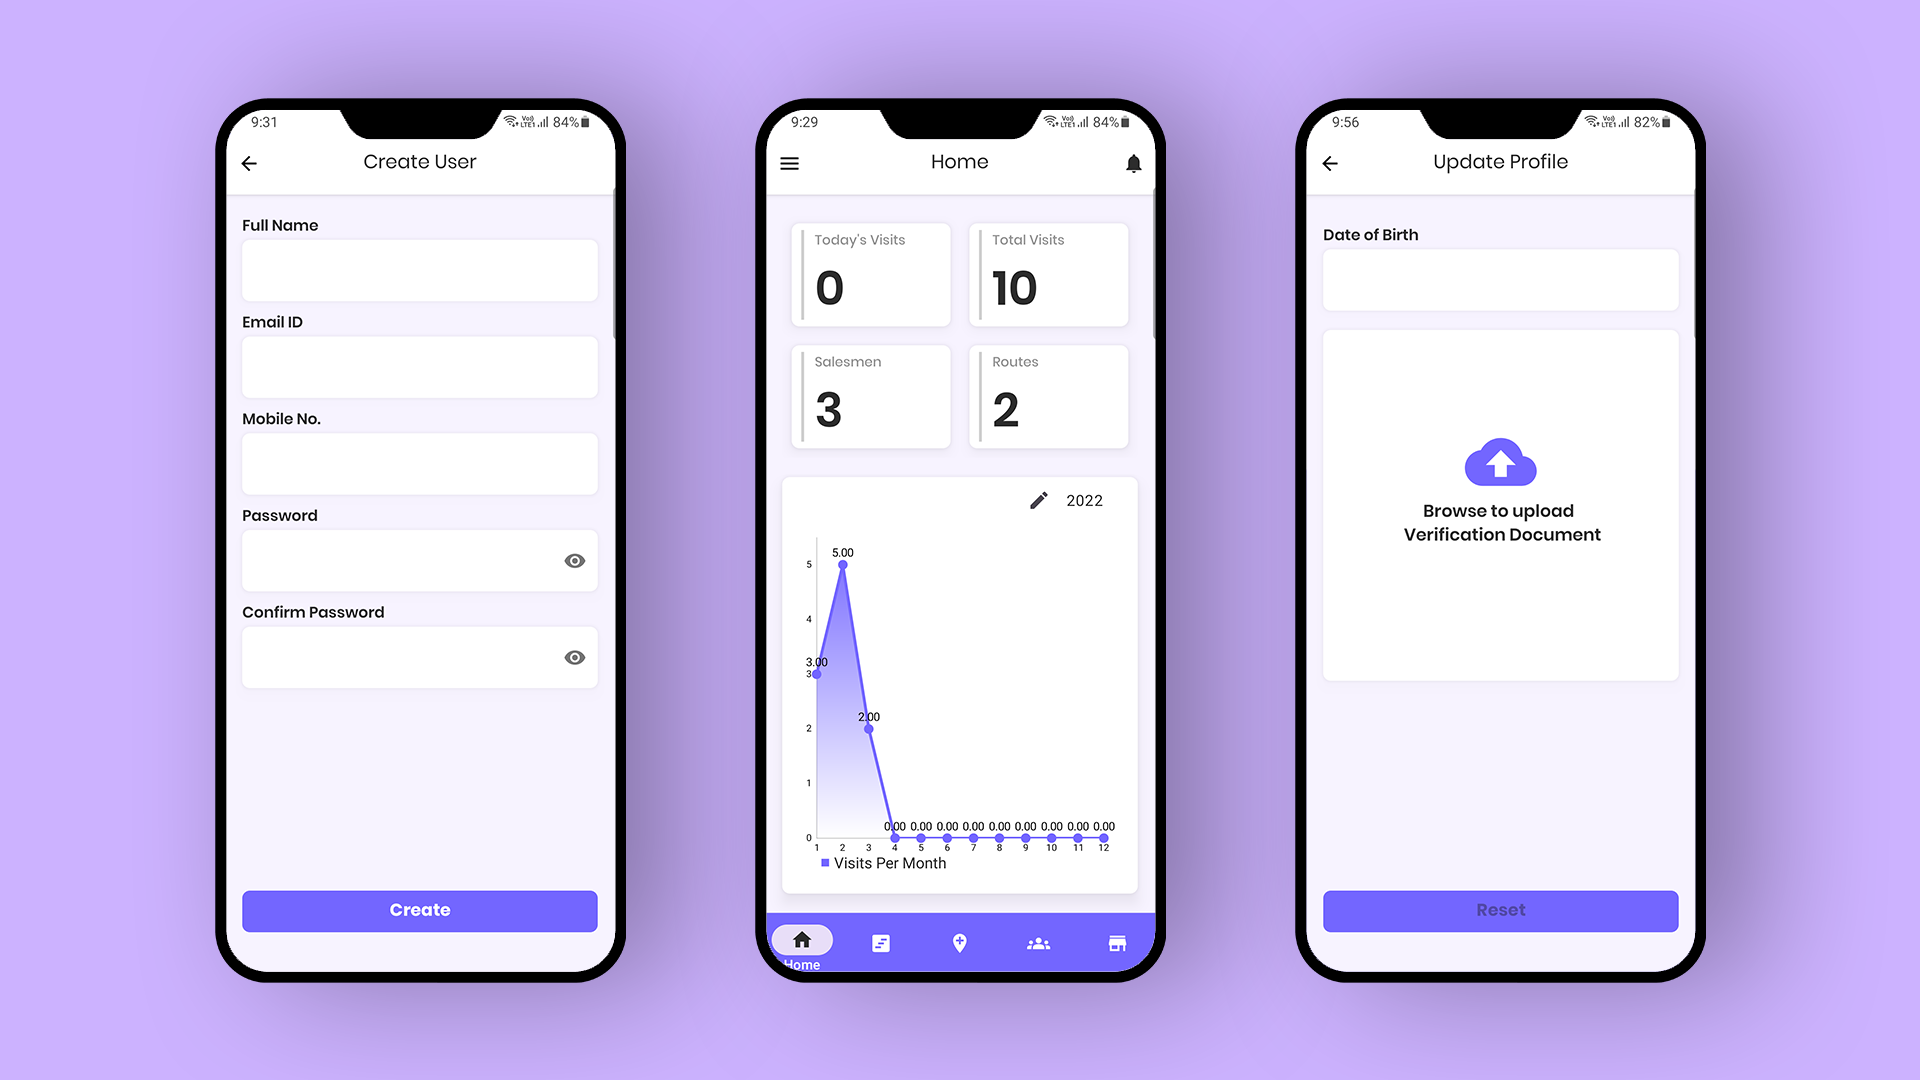 9:31
VoD LTE1 84%
Create User
Full Name
Email ID
Mobile No.
Password
Confirm Password
Create
9:29
VoD LTE1 84%
Home
Today's Visits
0
Total Visits
10
Salesmen
3
Routes
2
2022
5
4
3
2
1
0
3.00
5.00
2.00
0.00 0.00 0.00 0.00 0.00 0.00 0.00 0.00 0.00
1 2 3 4 5 6 7 8 9 10 11 12
Visits Per Month
Home
9:56
VoD LTE1 82%
Update Profile
Date of Birth
Browse to upload
Verification Document
Reset